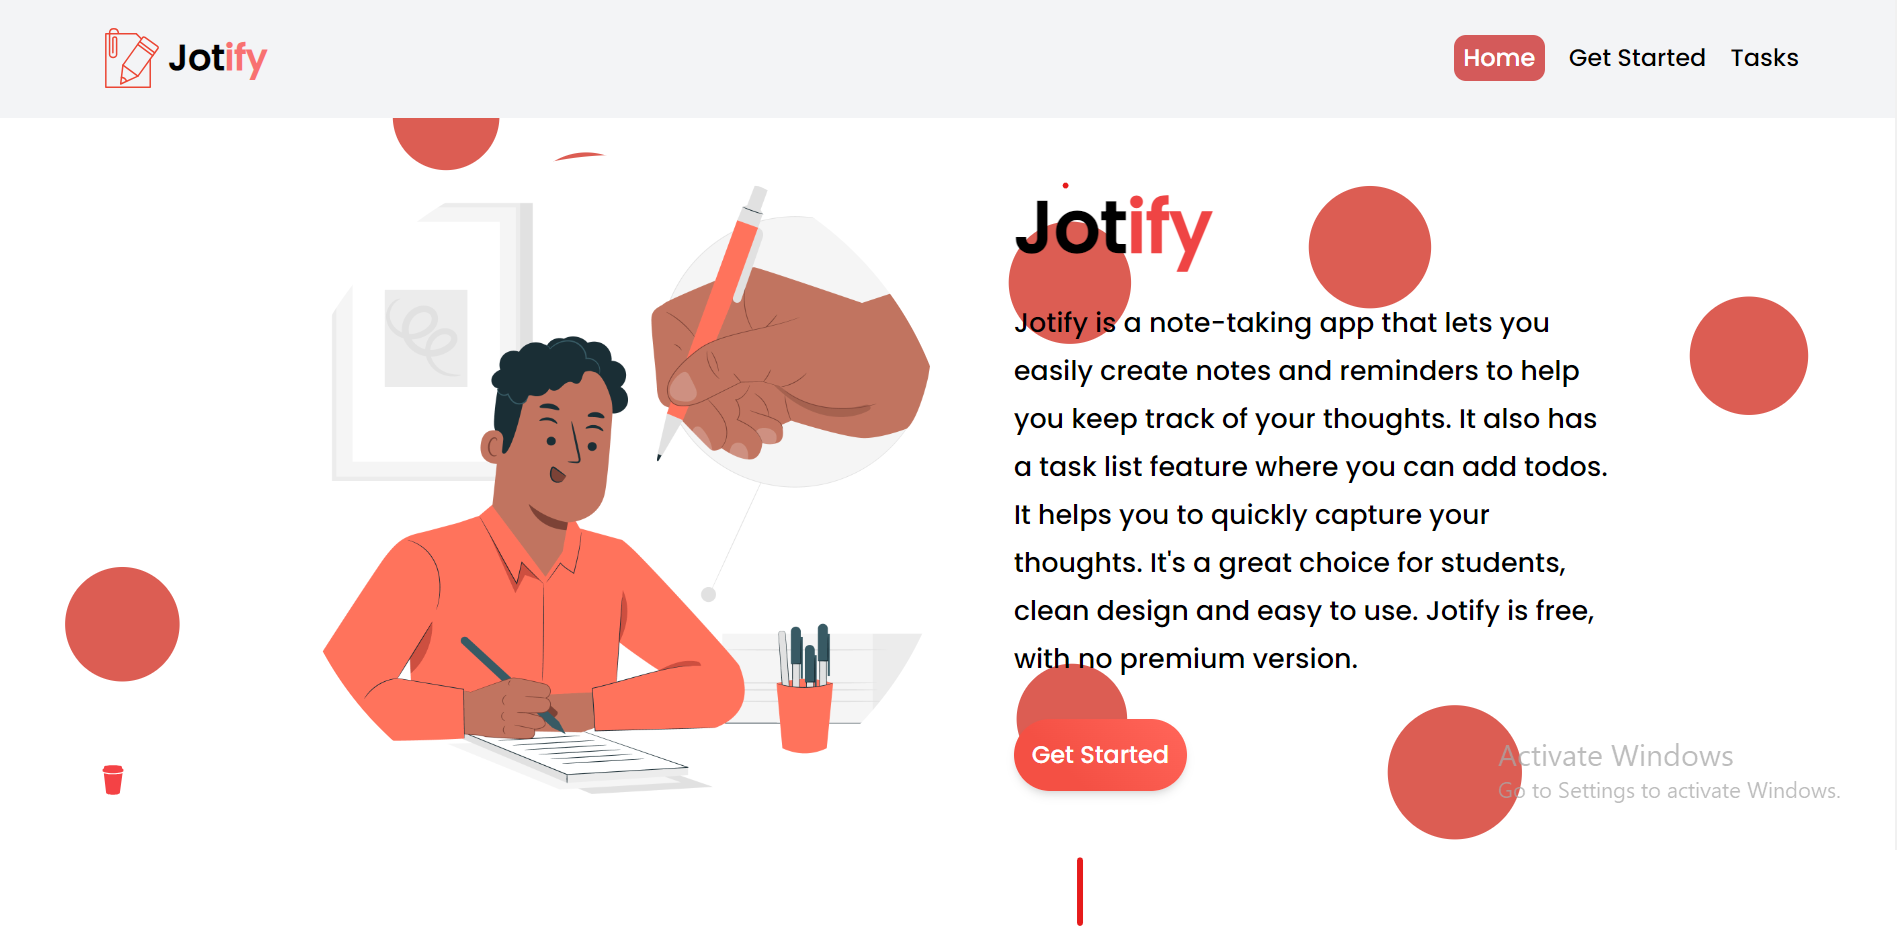 Jotify
Home Get Started Tasks
Jotify
Jotify is a note-taking app that lets you
easily create notes and reminders to help
you keep track of your thoughts. It also has
a task list feature where you can add todos.
It helps you to quickly capture your
thoughts. It's a great choice for students,
clean design and easy to use. Jotify is free,
with no premium version.
Get Started
Activate Windows
Go to Settings to activate Windows.